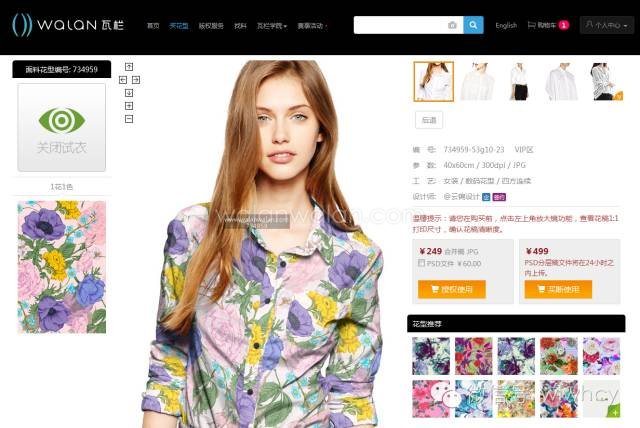 WALAN 瓦栏
首页 买花型 版权服务 找料 瓦栏学院 赛事活动
English 购物车 1 个人中心
面料花型编号: 734959
关闭试衣
1花1色
walanwalan.com
后退
编 号: 734959-53g10-23 VIP区
参 数: 40x60cm / 300dpi / JPG
工 艺: 女装 / 数码花型 / 四方连续
设计师: @云锦设计 企 签约
温馨提示：请您在购买前，点击左上角放大镜功能，查看花稿1:1
打印尺寸，确认花稿清晰度。
¥249 合并稿 JPG
PSD文件 ¥60.00
授权使用
¥499
PSD分层稿文件将在24小时之
内上传。
买断使用
花型推荐